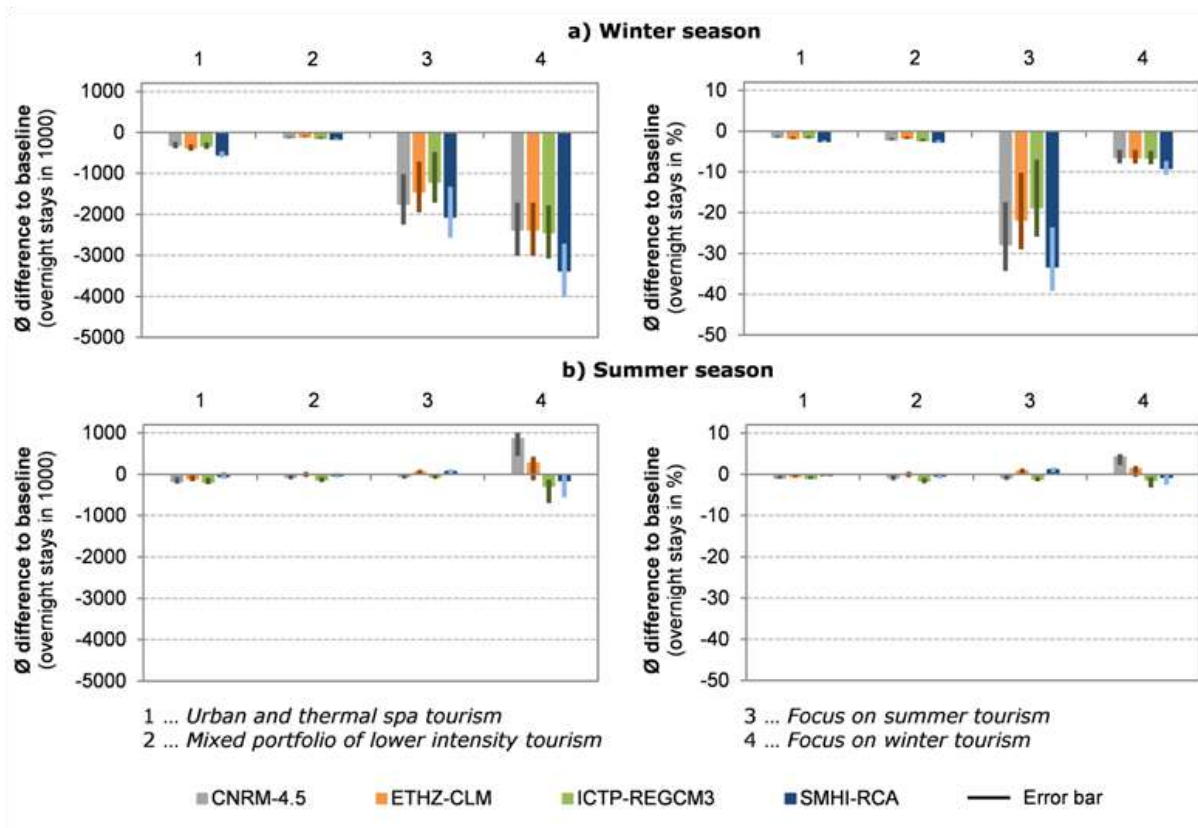 a) Winter season
1 2 3 4
Ø difference to baseline
(overnight stays in 1000)
1000
0
-1000
-2000
-3000
-4000
-5000
1 2 3 4
Ø difference to baseline
(overnight stays in %)
10
0
-10
-20
-30
-40
-50
b) Summer season
1 2 3 4
Ø difference to baseline
(overnight stays in 1000)
1000
0
-1000
-2000
-3000
-4000
-5000
1 2 3 4
Ø difference to baseline
(overnight stays in %)
10
0
-10
-20
-30
-40
-50
1 ... Urban and thermal spa tourism
2 ... Mixed portfolio of lower intensity tourism
3 ... Focus on summer tourism
4 ... Focus on winter tourism
CNRM-4.5 ETHZ-CLM ICTP-REGCM3 SMHI-RCA Error bar